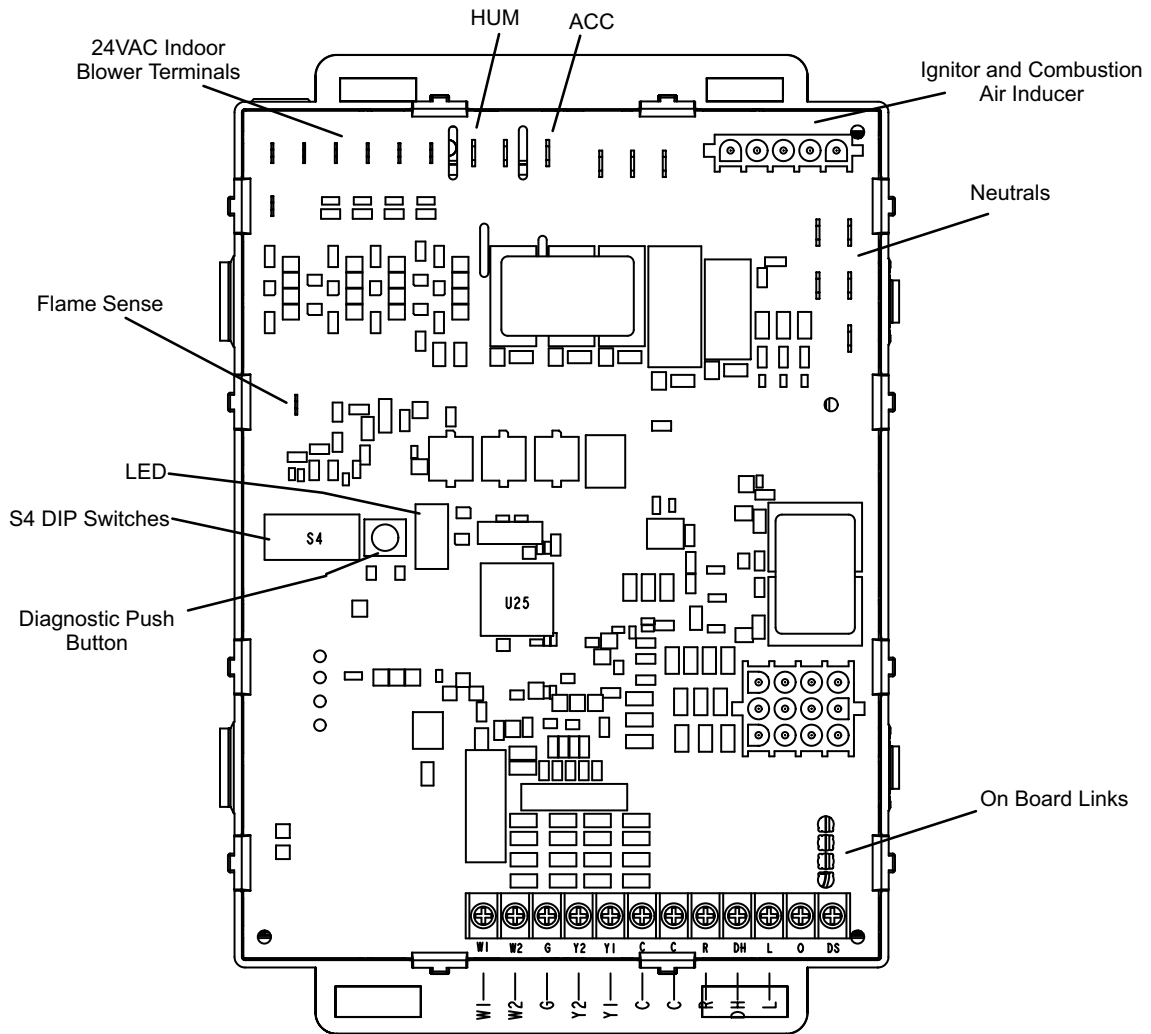 HUM
ACC
24VAC Indoor
Blower Terminals
Ignitor and Combustion
Air Inducer
Neutrals
Flame Sense
LED
S4 DIP Switches
S4
Diagnostic Push
Button
U25
On Board Links
W1 W2 G Y2 Y1 C C R DH L O DS
W1 W2 G Y2 Y1 C C R DH L